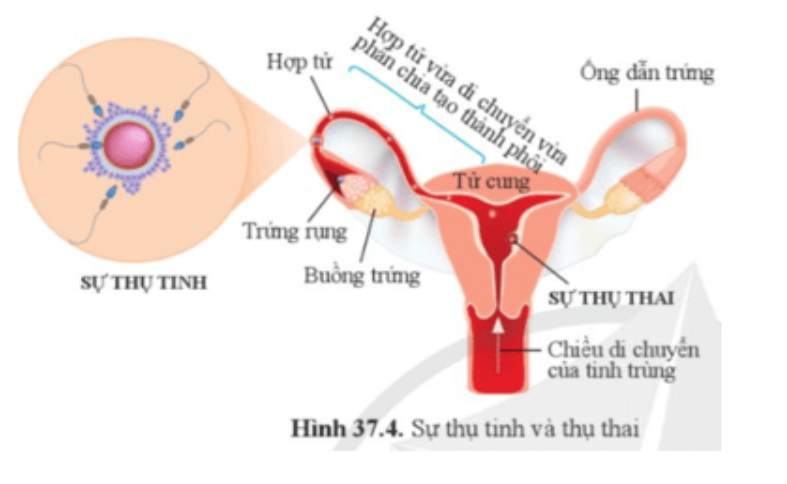 Hợp tử
Hợp tử vừa di chuyển vừa
phân chia tạo thành phôi
Ống dẫn trứng
Tử cung
Trứng rụng
Buồng trứng
SỰ THỤ TINH
SỰ THỤ THAI
Chiều di chuyển
của tinh trùng
Hình 37.4. Sự thụ tinh và thụ thai